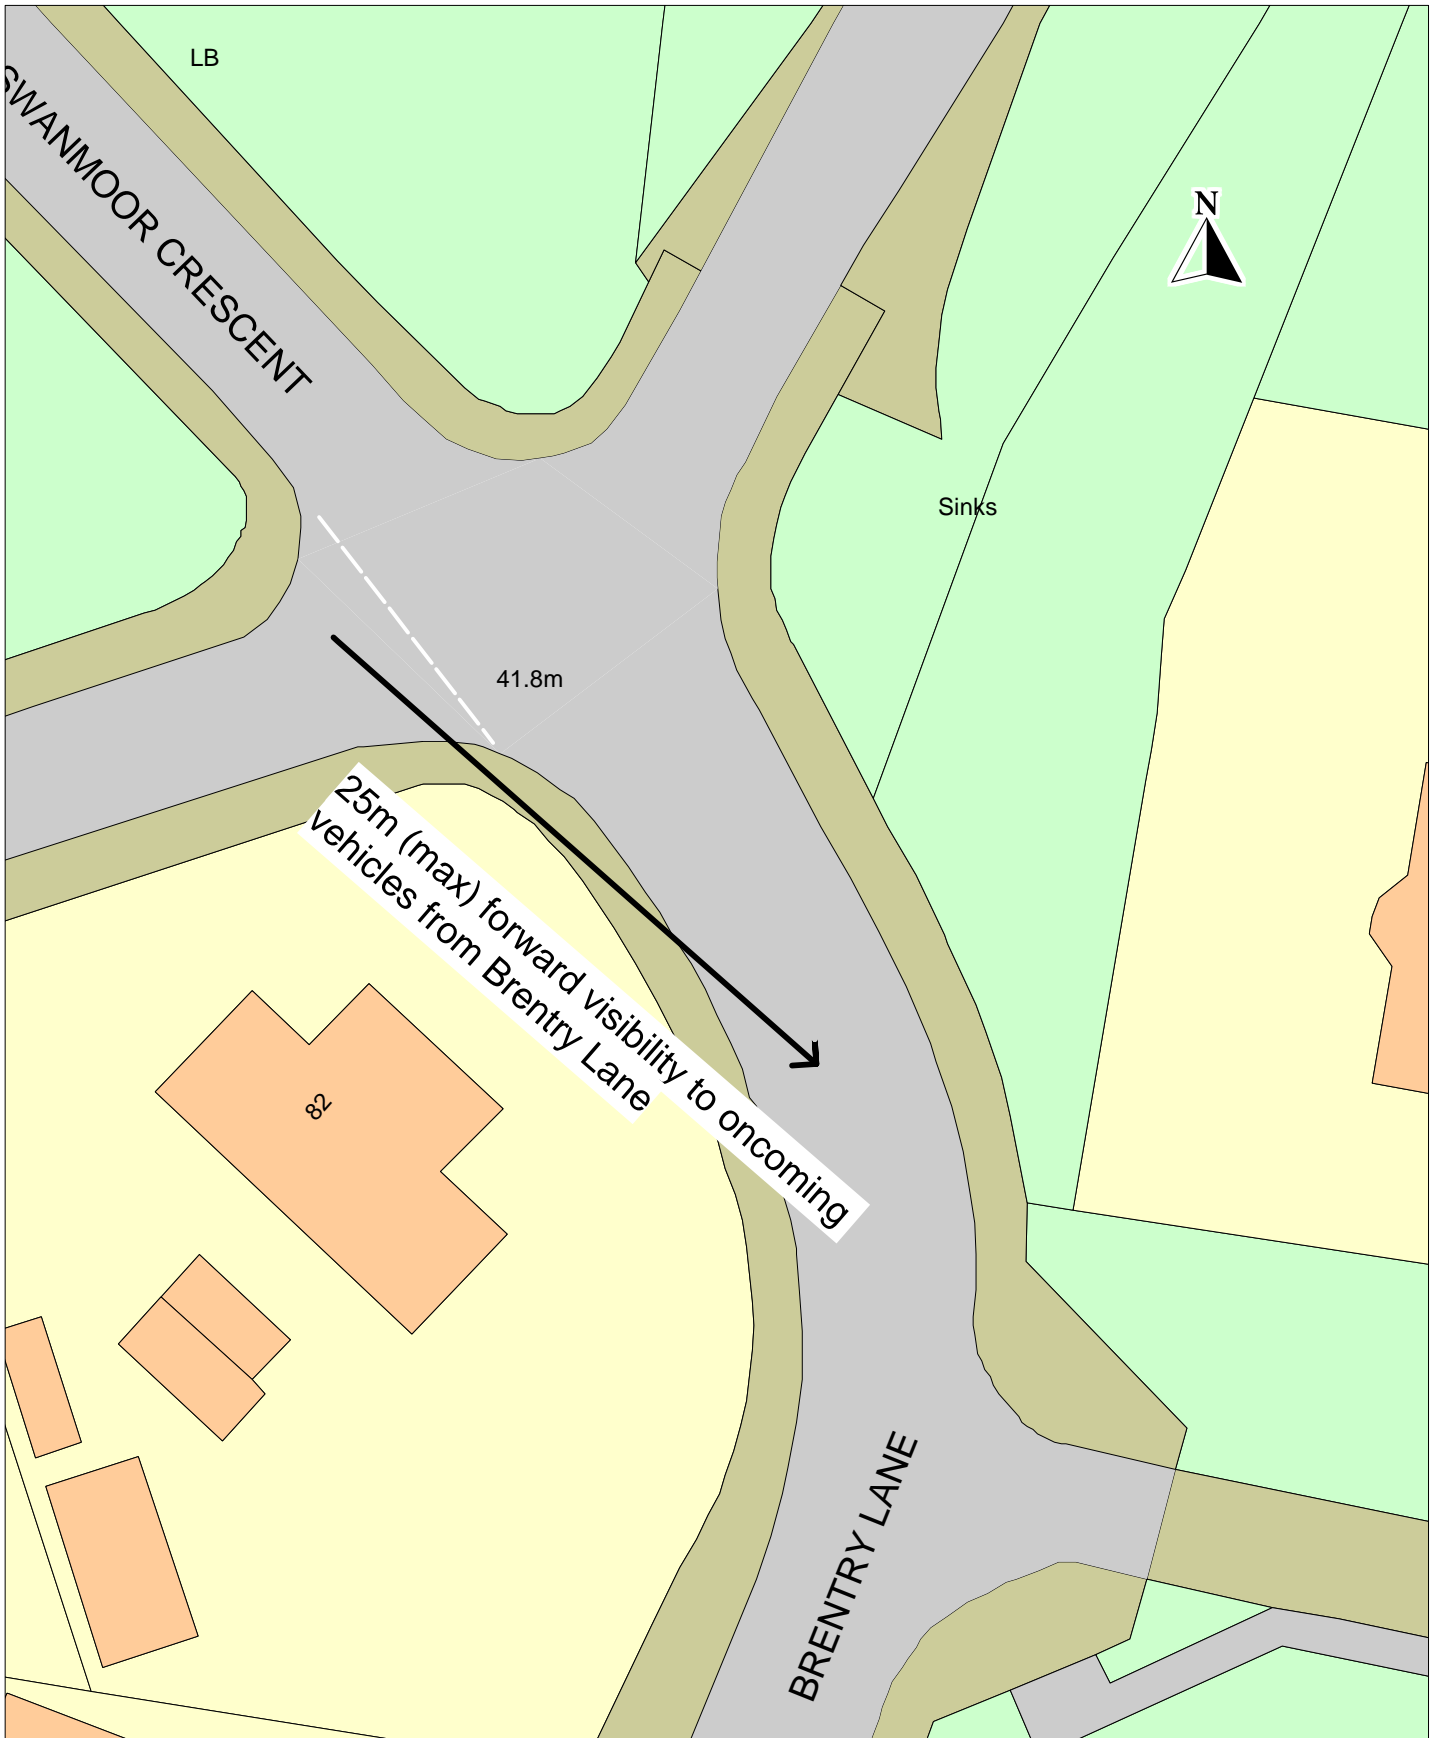 LB
SWANMOOR CRESCENT
N
Sinks
41.8m
25m (max) forward visibility to oncoming
vehicles from Brentry Lane
82
BRENTRY LANE